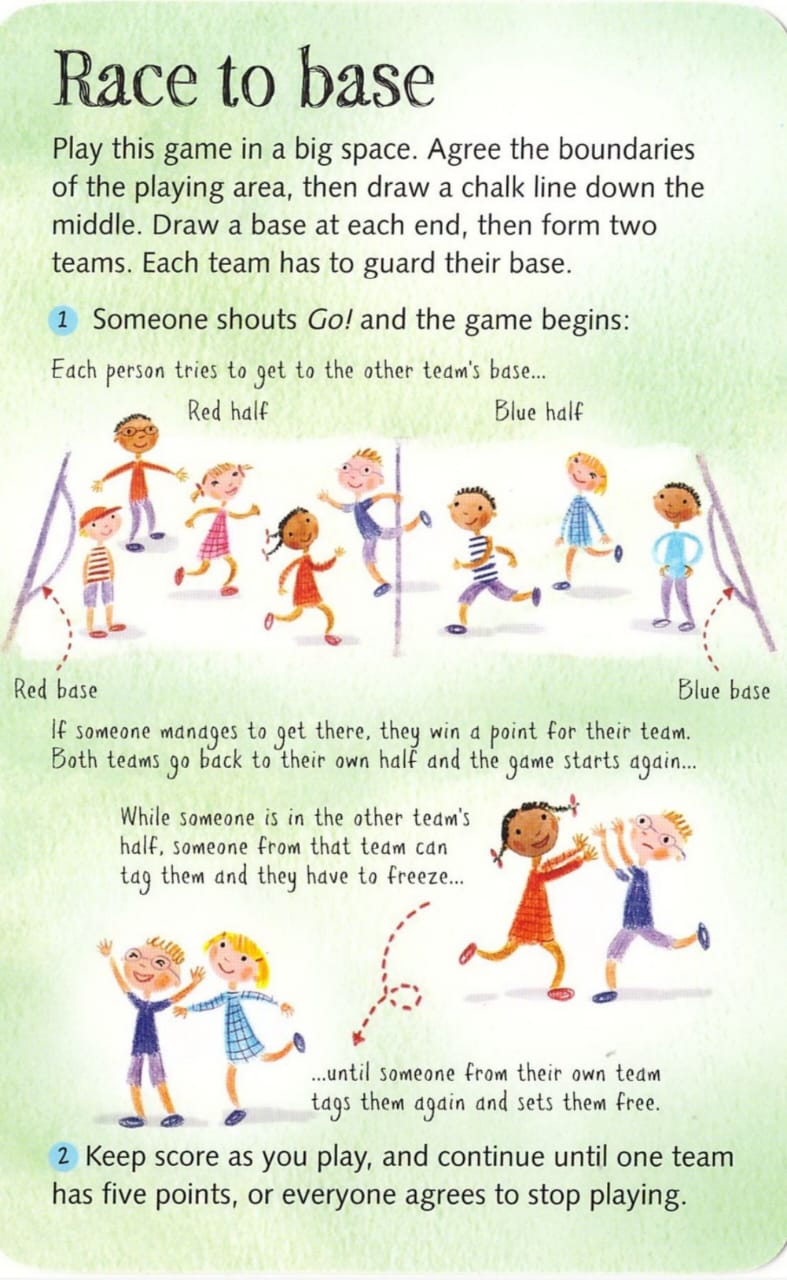 Race to base
Play this game in a big space. Agree the boundaries
of the playing area, then draw a chalk line down the
middle. Draw a base at each end, then form two
teams. Each team has to guard their base.
1 Someone shouts Go! and the game begins:
Each person tries to get to the other team's base...
Red half
Blue half
Red base
Blue base
If someone manages to get there, they win a point for their team.
Both teams go back to their own half and the game starts again...
While someone is in the other team's
half, someone from that team can
tag them and they have to freeze...
...until someone from their own team
tags them again and sets them free.
2 Keep score as you play, and continue until one team
has five points, or everyone agrees to stop playing.